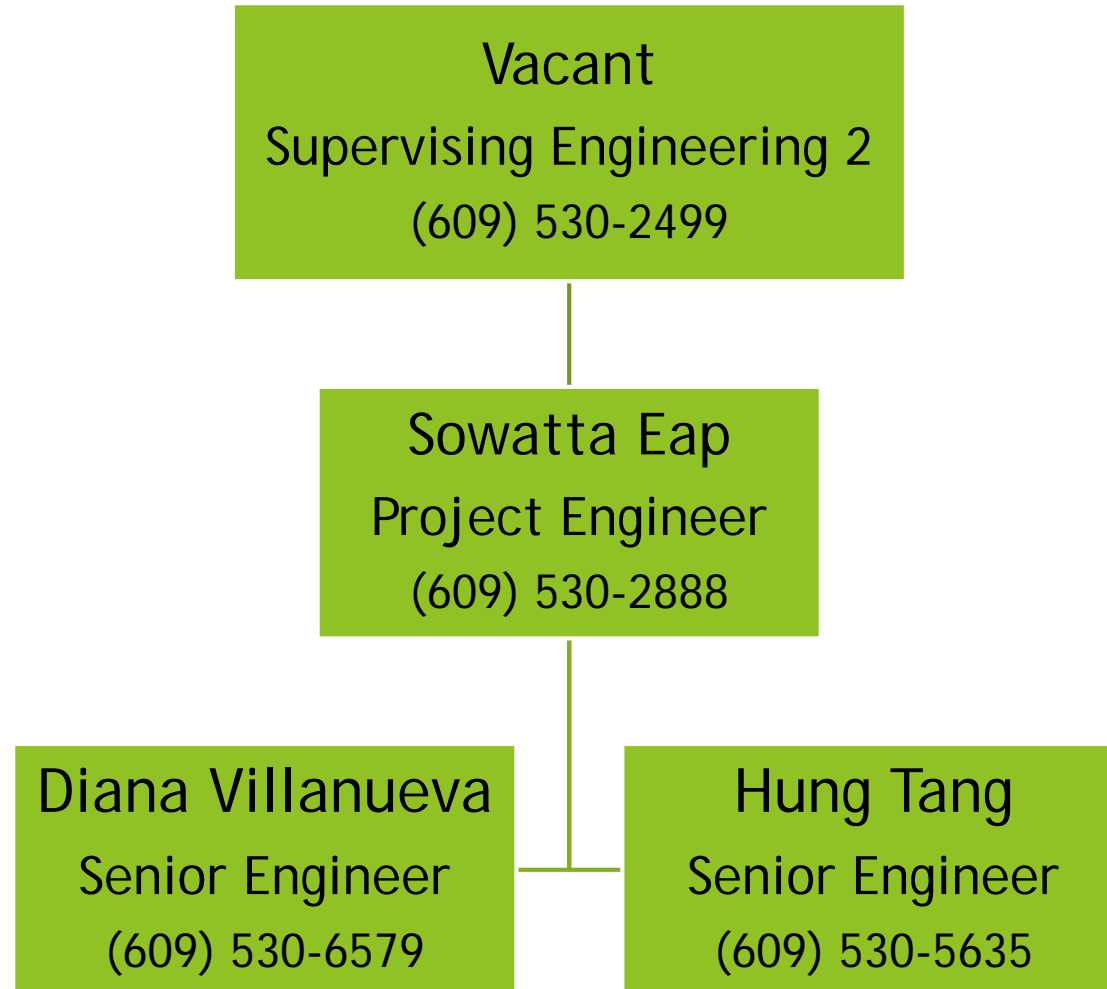 Vacant
Supervising Engineering 2
(609) 530-2499
Sowatta Eap
Project Engineer
(609) 530-2888
Diana Villanueva
Senior Engineer
(609) 530-6579
Hung Tang
Senior Engineer
(609) 530-5635